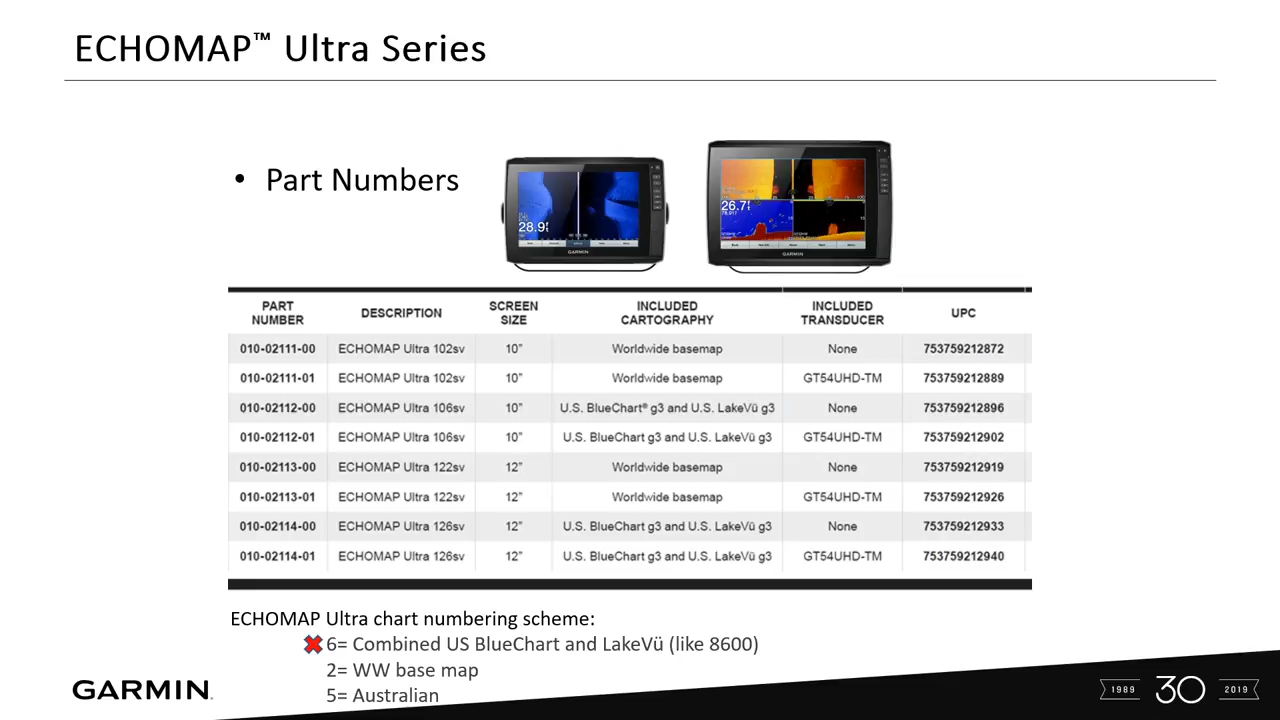 ECHOMAP™ Ultra Series
• Part Numbers
28.9
26.7
GARMIN
GARMIN
PART NUMBER DESCRIPTION SCREEN SIZE INCLUDED CARTOGRAPHY INCLUDED TRANSDUCER UPC
010-02111-00 ECHOMAP Ultra 102sv 10" Worldwide basemap None 753759212872
010-02111-01 ECHOMAP Ultra 102sv 10" Worldwide basemap GT54UHD-TM 753759212889
010-02112-00 ECHOMAP Ultra 106sv 10" U.S. BlueChart® g3 and U.S. LakeVü g3 None 753759212896
010-02112-01 ECHOMAP Ultra 106sv 10" U.S. BlueChart g3 and U.S. LakeVü g3 GT54UHD-TM 753759212902
010-02113-00 ECHOMAP Ultra 122sv 12" Worldwide basemap None 753759212919
010-02113-01 ECHOMAP Ultra 122sv 12" Worldwide basemap GT54UHD-TM 753759212926
010-02114-00 ECHOMAP Ultra 126sv 12" U.S. BlueChart g3 and U.S. LakeVü g3 None 753759212933
010-02114-01 ECHOMAP Ultra 126sv 12" U.S. BlueChart g3 and U.S. LakeVü g3 GT54UHD-TM 753759212940
ECHOMAP Ultra chart numbering scheme:
6= Combined US BlueChart and LakeVü (like 8600)
2= WW base map
5= Australian
GARMIN.
1989 30 2019